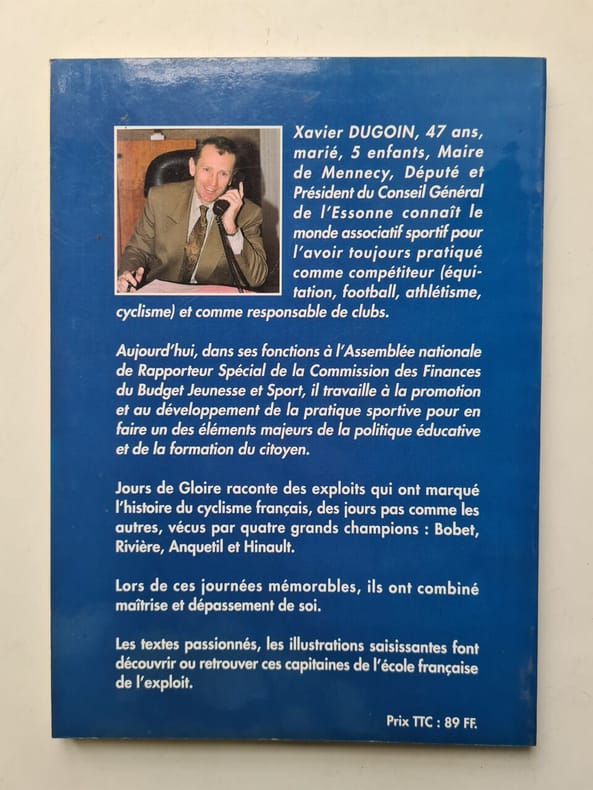 Xavier DUGOIN, 47 ans,
marié, 5 enfants, Maire
de Mennecy, Député et
Président du Conseil Général
de l'Essonne connaît le
monde associatif sportif pour
l'avoir toujours pratiqué
comme compétiteur (équi-
tation, football, athlétisme,
cyclisme) et comme responsable de clubs.
Aujourd'hui, dans ses fonctions à l'Assemblée nationale
de Rapporteur Spécial de la Commission des Finances
du Budget Jeunesse et Sport, il travaille à la promotion
et au développement de la pratique sportive pour en
faire un des éléments majeurs de la politique éducative
et de la formation du citoyen.
Jours de Gloire raconte des exploits qui ont marqué
l'histoire du cyclisme français, des jours pas comme les
autres, vécus par quatre grands champions : Bobet,
Rivière, Anquetil et Hinault.
Lors de ces journées mémorables, ils ont combiné
maîtrise et dépassement de soi.
Les textes passionnés, les illustrations saisissantes font
découvrir ou retrouver ces capitaines de l'école française
de l'exploit.
Prix TTC : 89 FF.